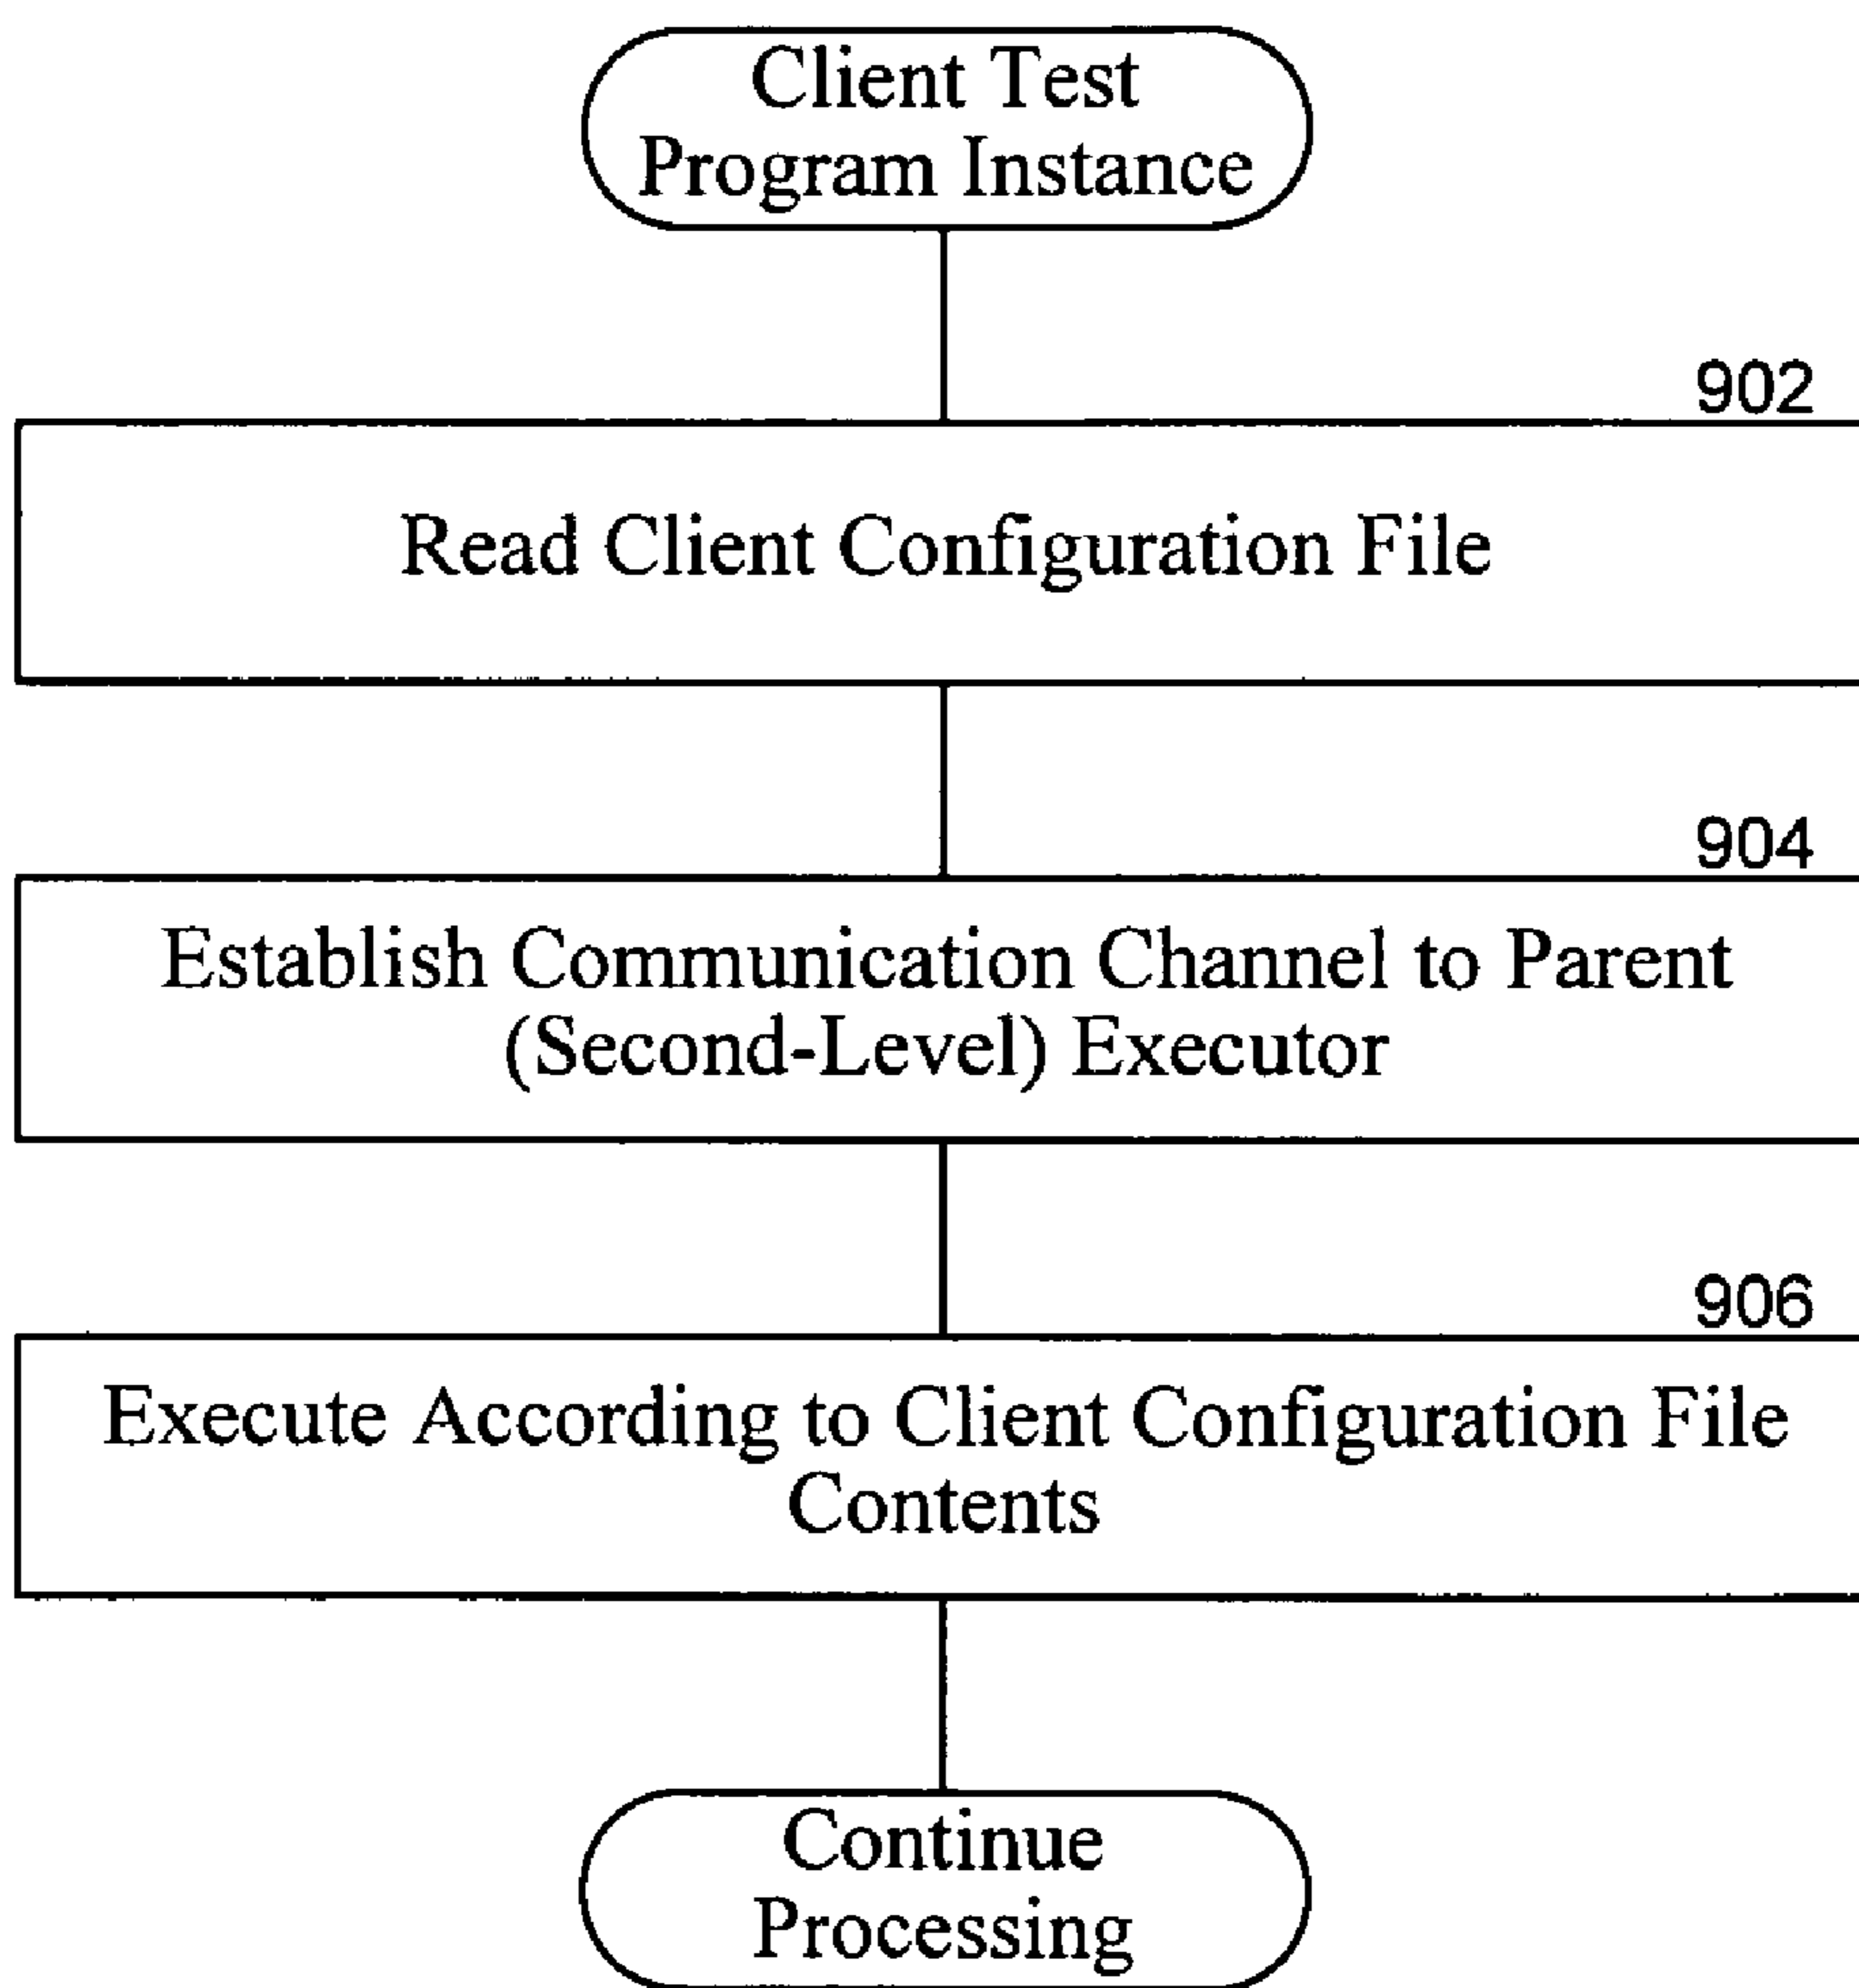 Client Test
Program Instance
902
Read Client Configuration File
904
Establish Communication Channel to Parent
(Second-Level) Executor
906
Execute According to Client Configuration File
Contents
Continue
Processing